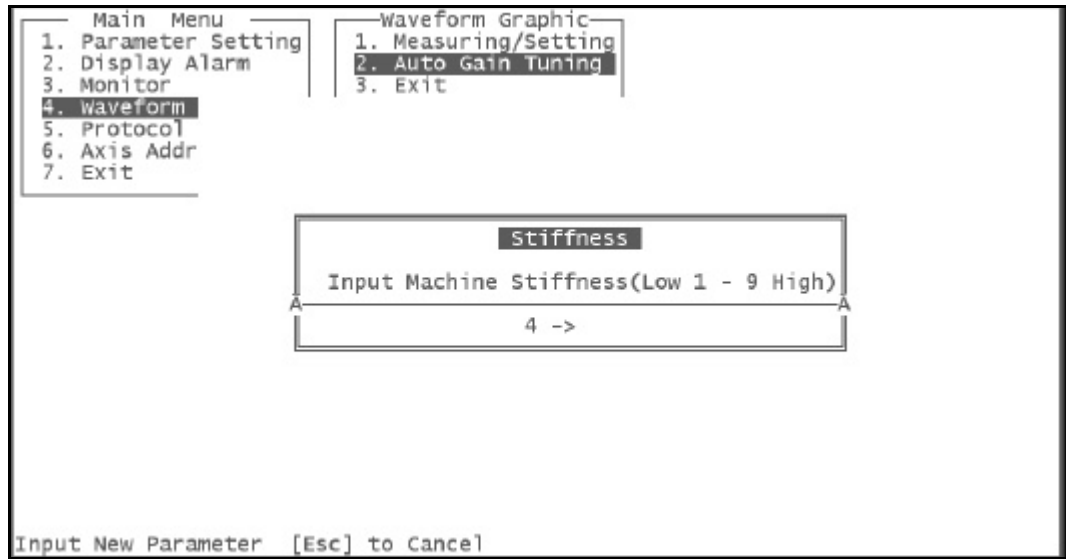 Main Menu
1. Parameter Setting
2. Display Alarm
3. Monitor
4. Waveform
5. Protocol
6. Axis Addr
7. Exit
Waveform Graphic
1. Measuring/Setting
2. Auto Gain Tuning
3. Exit
Stiffness
Input Machine Stiffness(Low 1 - 9 High)
A A
4 ->
Input New Parameter [Esc] to Cancel